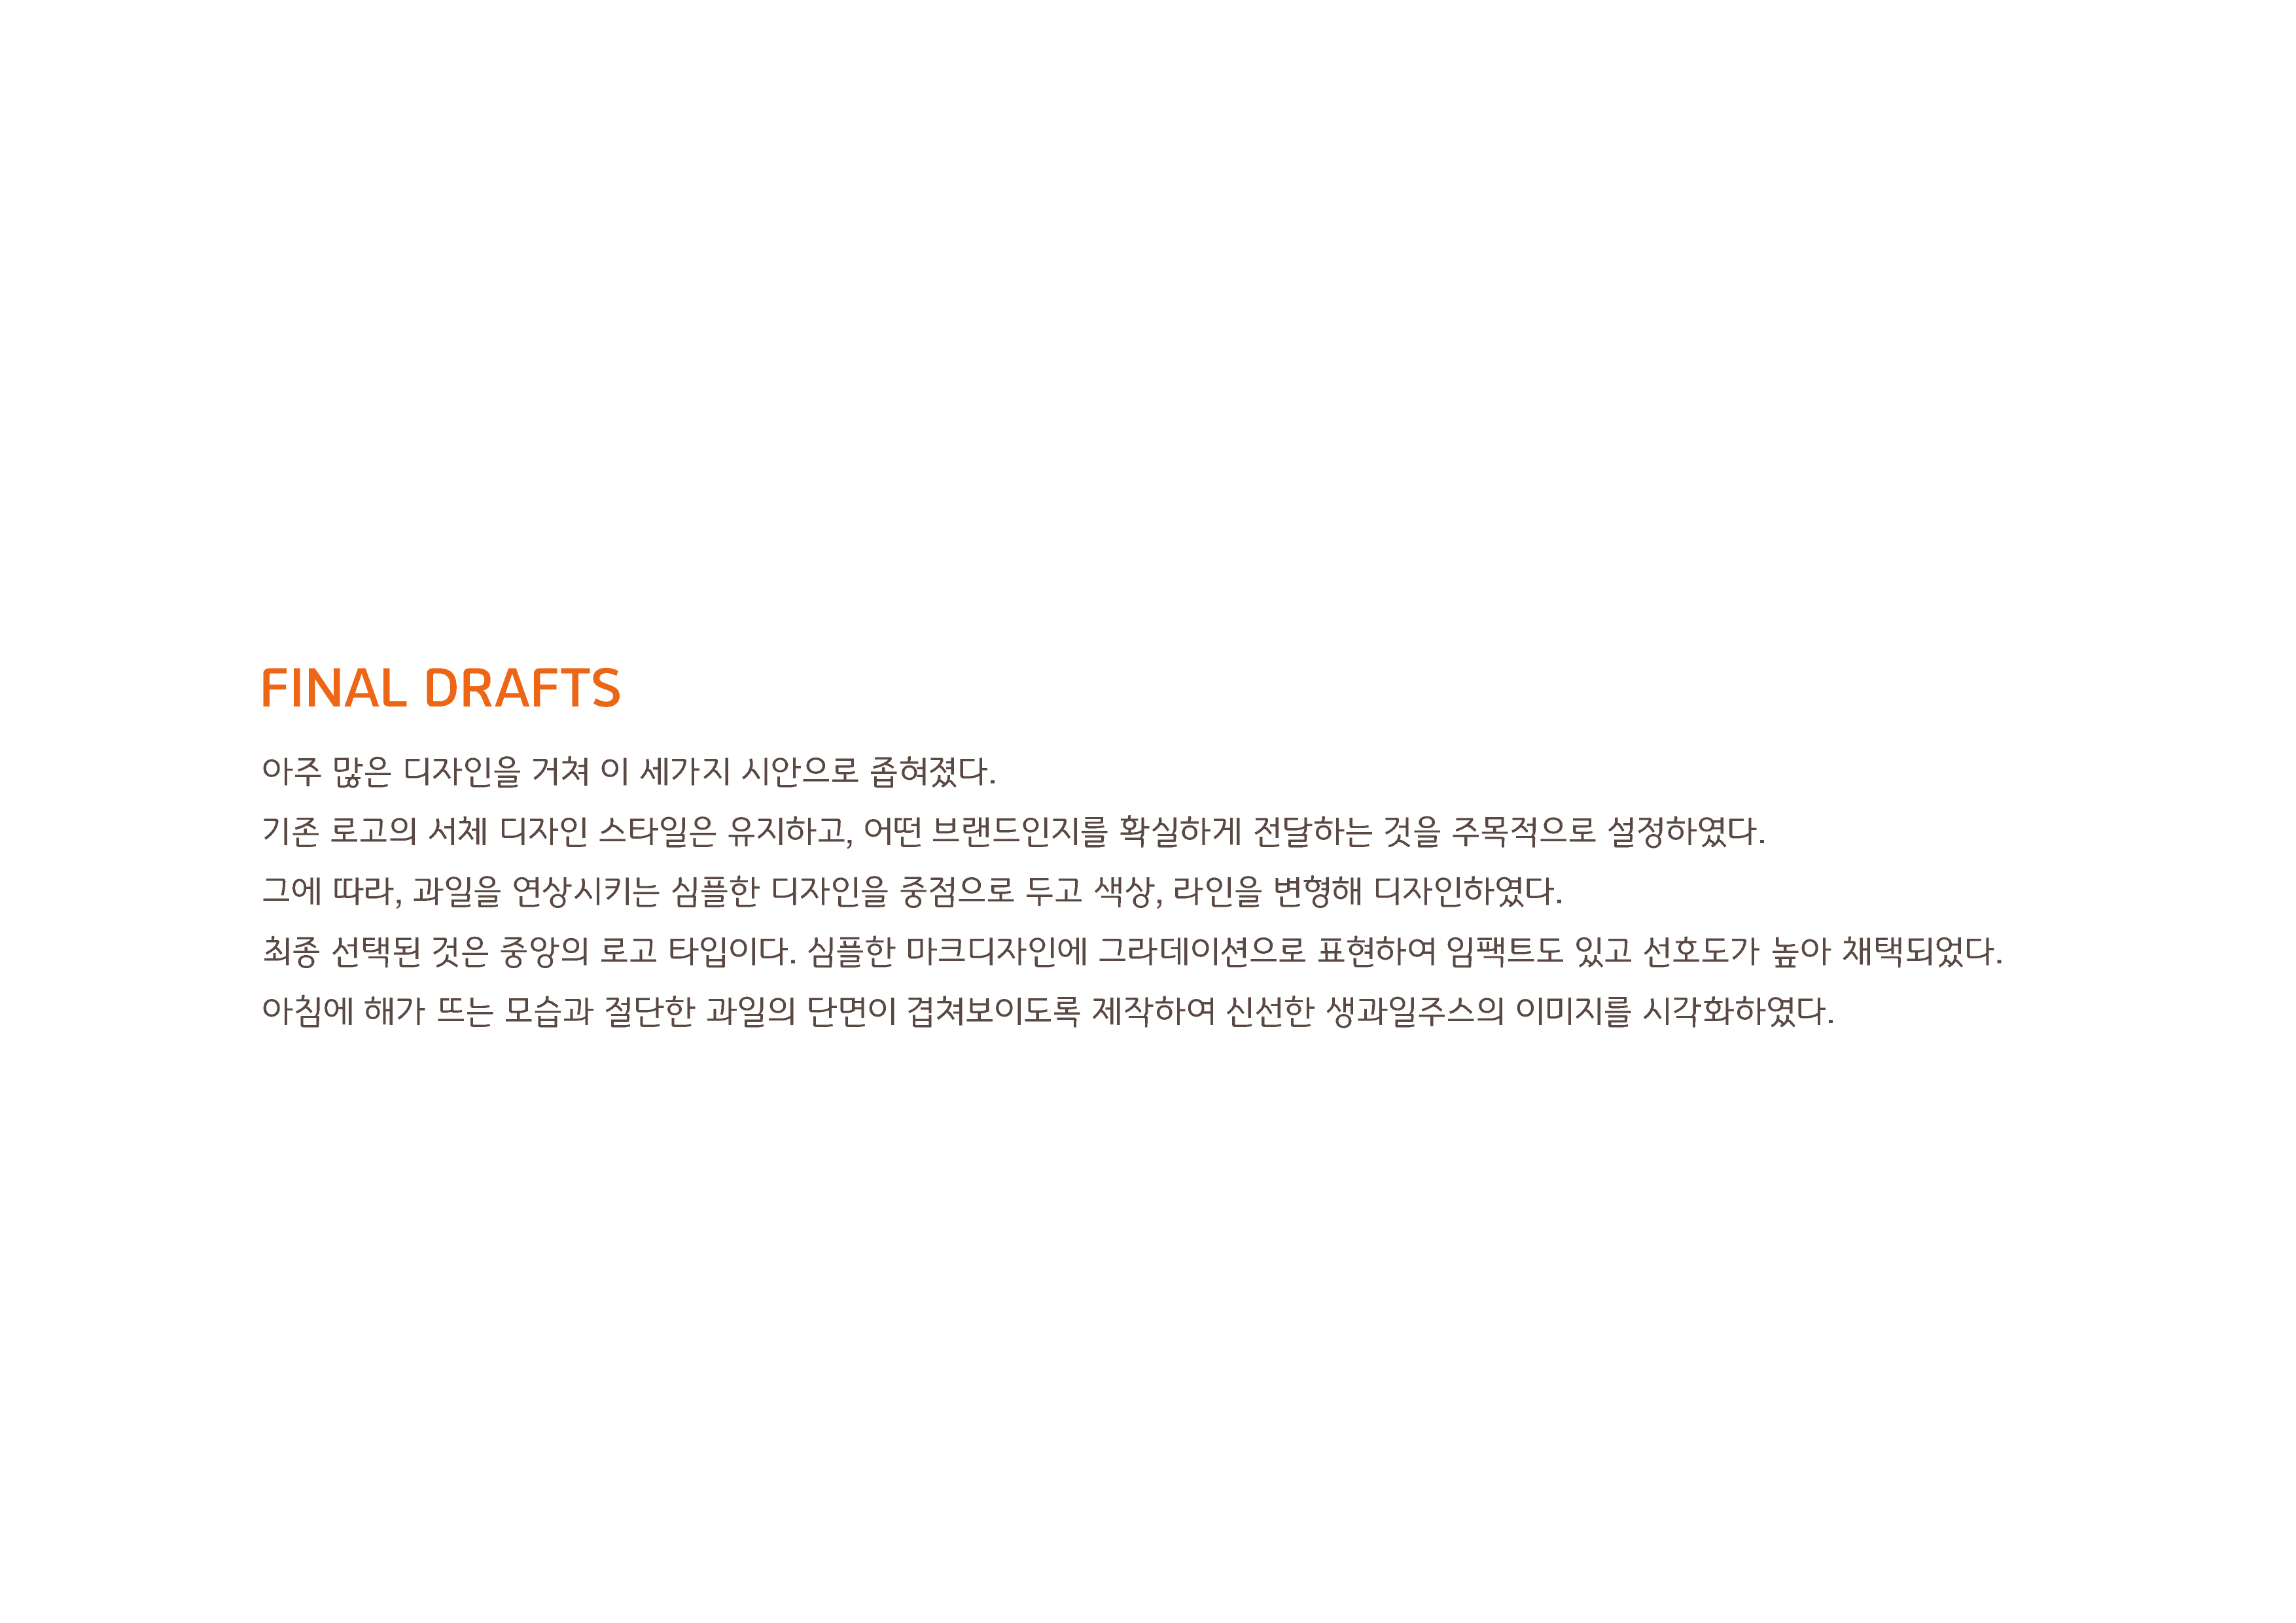 FINAL DRAFTS
아주 많은 디자인을 거쳐 이 세가지 시안으로 좁혀졌다.
기존 로고의 서체 디자인 스타일은 유지하고, 어떤 브랜드인지를 확실하게 전달하는 것을 주목적으로 설정하였다.
그에 따라, 과일을 연상시키는 심플한 디자인을 중점으로 두고 색상, 라인을 변형해 디자인하였다.
최종 선택된 것은 중앙의 로고 타입이다. 심플한 마크디자인에 그라데이션으로 표현하여 임팩트도 있고 선호도가 높아 채택되었다.
아침에 해가 뜨는 모습과 절단한 과일의 단면이 겹쳐보이도록 제작하여 신선한 생과일주스의 이미지를 시각화하였다.